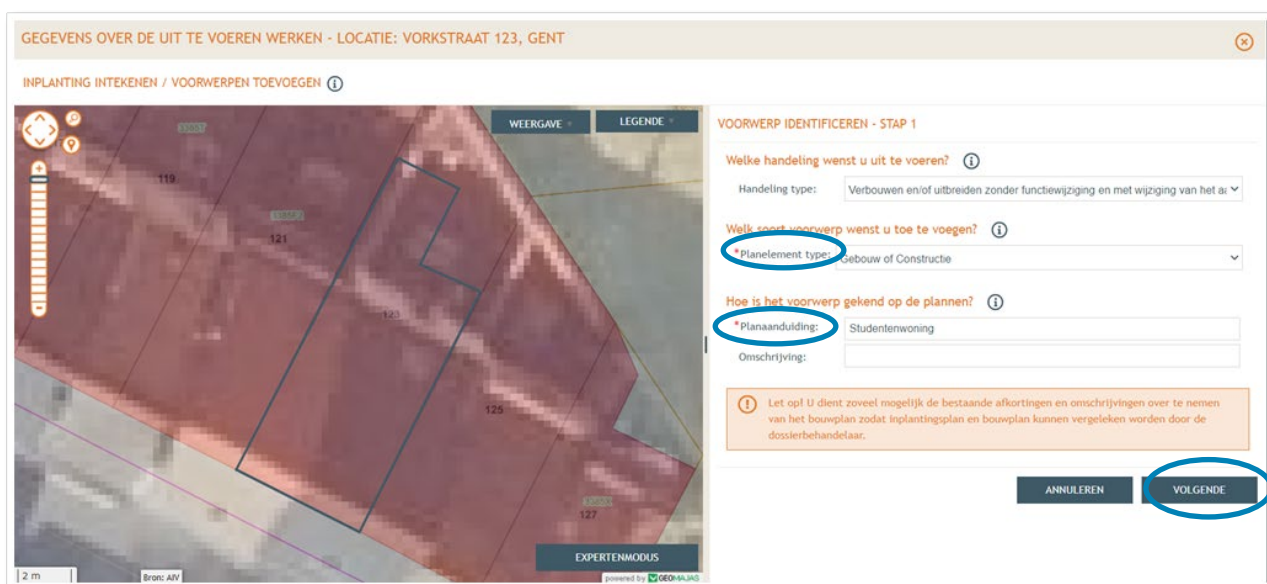 GEGEVENS OVER DE UIT TE VOEREN WERKEN - LOCATIE: VORKSTRAAT 123, GENT
INPLANTING INTEKENEN / VOORWERPEN TOEVOEGEN
WEERGAVE
LEGENDE
119
121
123
125
127
EXPERTENMODUS
2 m
Bron: AIV
powered by GEOMAJAS
VOORWERP IDENTIFICEREN - STAP 1
Welke handeling wenst u uit te voeren?
Handeling type: Verbouwen en/of uitbreiden zonder functiewijziging en met wijziging van het
Welk soort voorwerp wenst u toe te voegen?
*Planelement type: Gebouw of Constructie
Hoe is het voorwerp gekend op de plannen?
*Planaanduiding: Studentenwoning
Omschrijving:
Let op! U dient zoveel mogelijk de bestaande afkortingen en omschrijvingen over te nemen
van het bouwplan zodat inplantingsplan en bouwplan kunnen vergeleken worden door de
dossierbehandelaar.
ANNULEREN
VOLGENDE